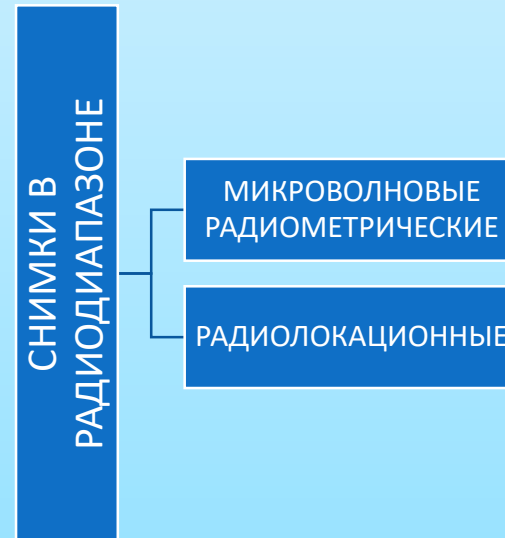 СНИМКИ В
РАДИОДИАПАЗОНЕ
МИКРОВОЛНОВЫЕ
РАДИОМЕТРИЧЕСКИЕ
РАДИОЛОКАЦИОННЫЕ